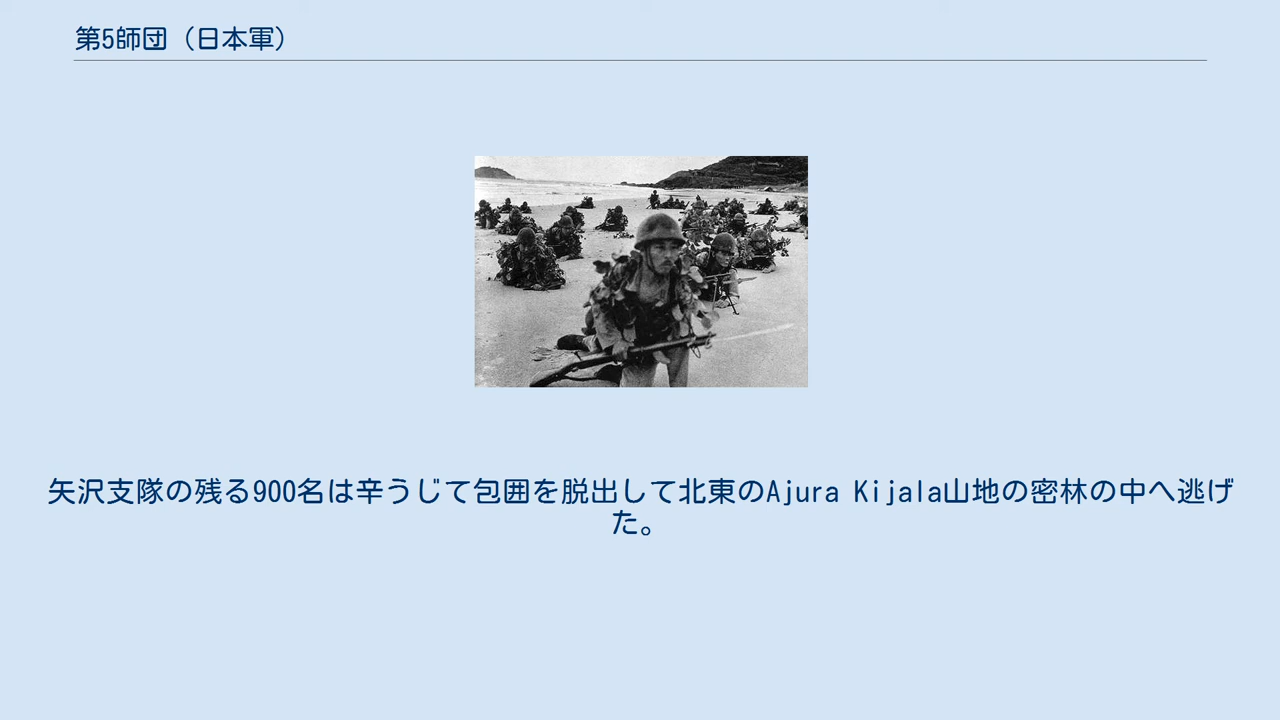 第5師団（日本軍）
矢沢支隊の残る900名は辛うじて包囲を脱出して北東のAjura Kijala山地の密林の中へ逃げ
た。